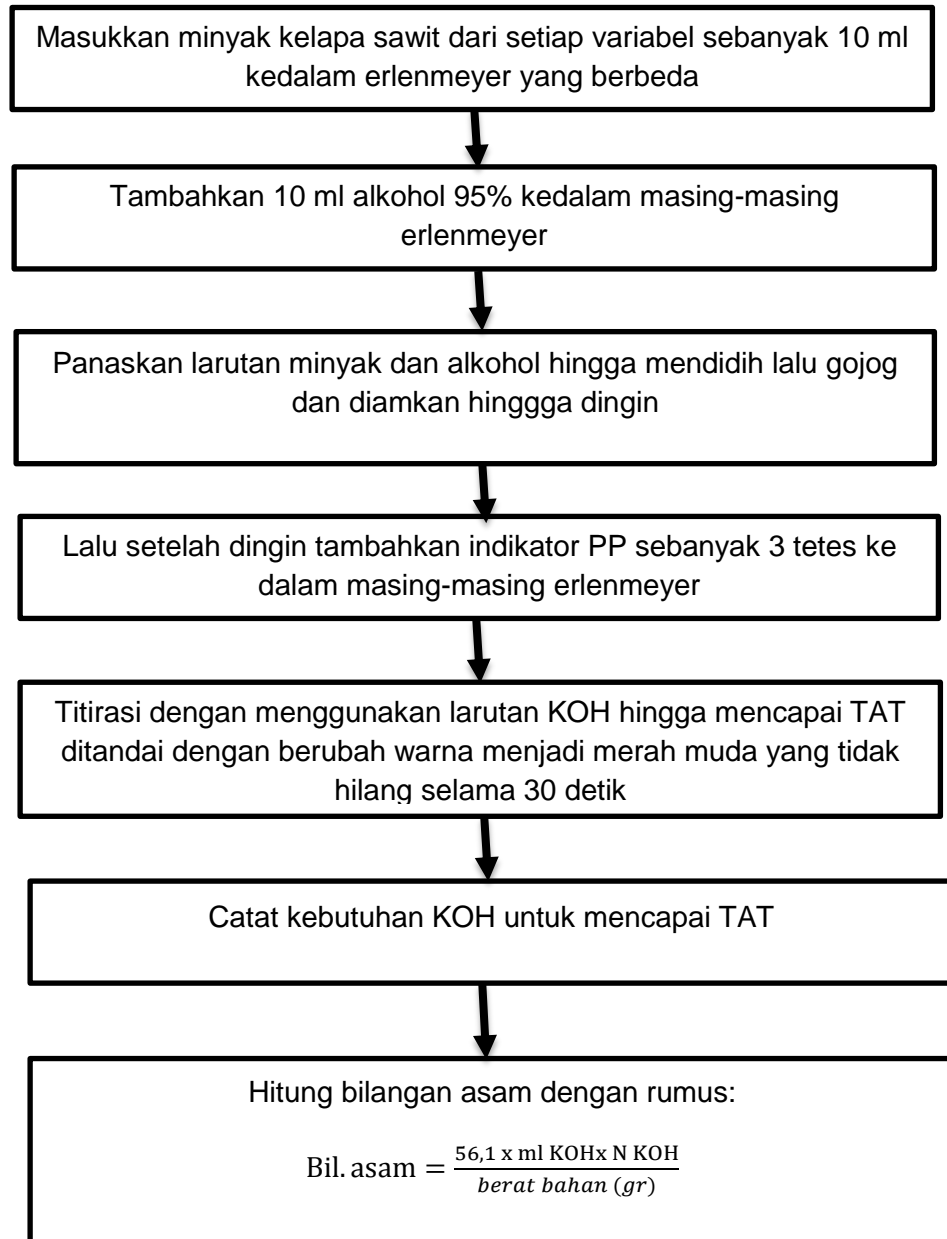 Masukkan minyak kelapa sawit dari setiap variabel sebanyak 10 ml
kedalam erlenmeyer yang berbeda
Tambahkan 10 ml alkohol 95% kedalam masing-masing
erlenmeyer
Panaskan larutan minyak dan alkohol hingga mendidih lalu gojog
dan diamkan hinggga dingin
Lalu setelah dingin tambahkan indikator PP sebanyak 3 tetes ke
dalam masing-masing erlenmeyer
Titirasi dengan menggunakan larutan KOH hingga mencapai TAT
ditandai dengan berubah warna menjadi merah muda yang tidak
hilang selama 30 detik
Catat kebutuhan KOH untuk mencapai TAT
Hitung bilangan asam dengan rumus:
Bil. asam = 56,1 x ml KOHx N KOH / berat bahan (gr)